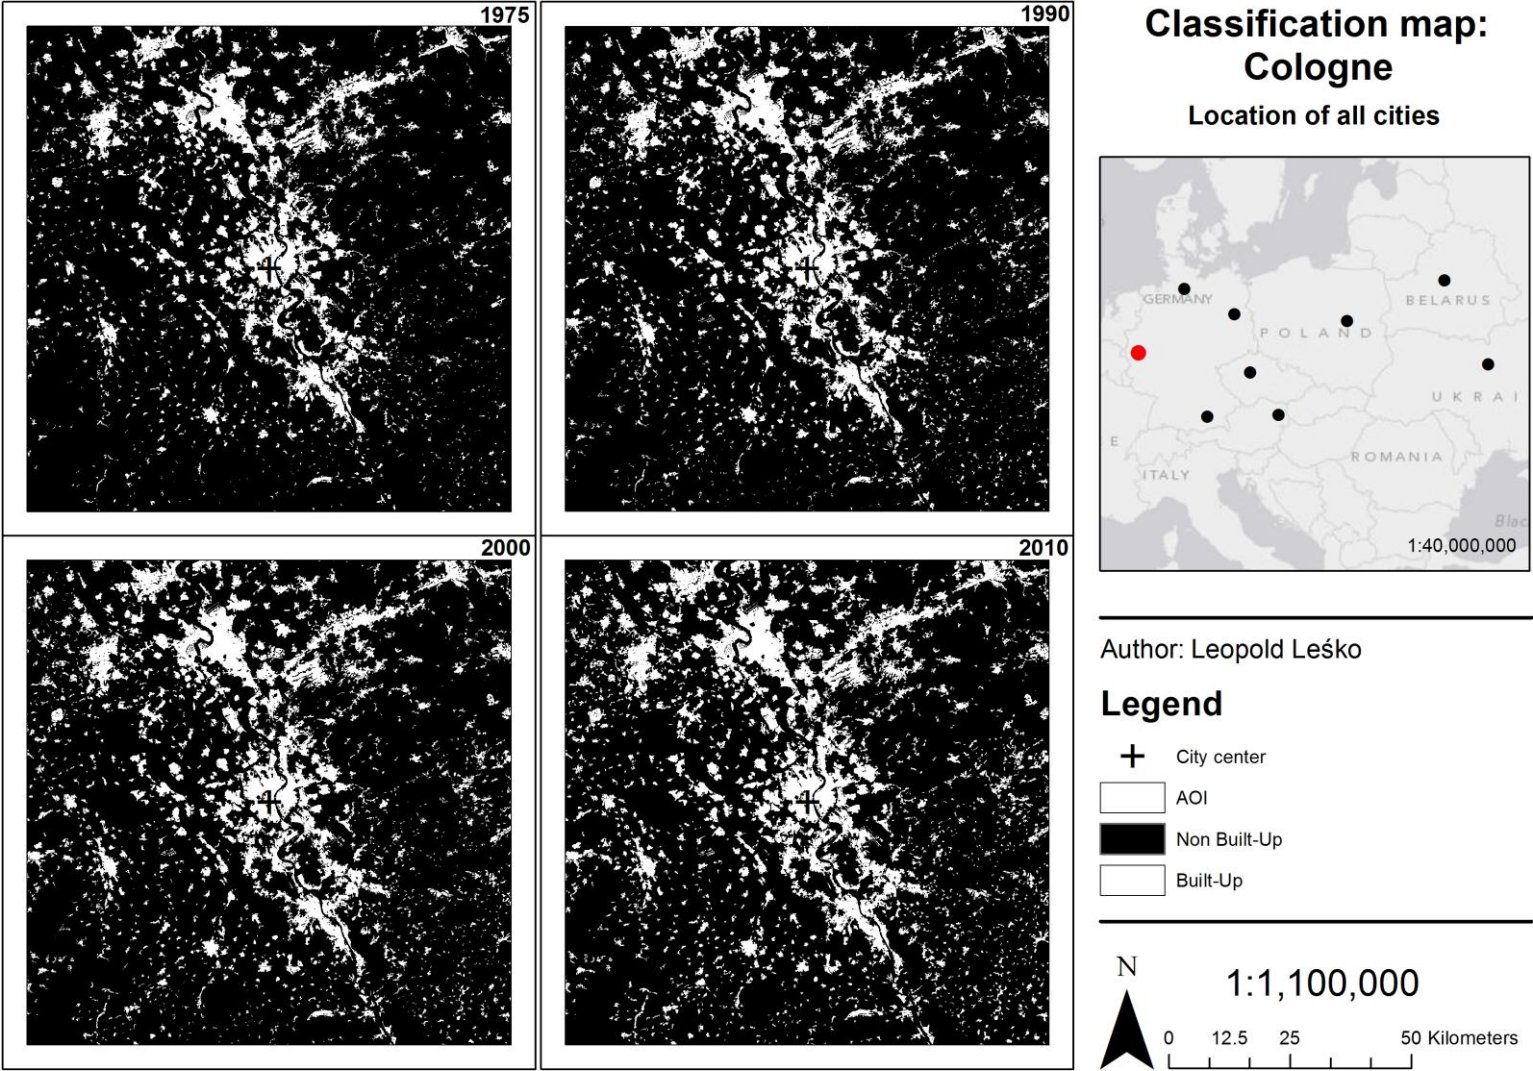 1975
1990
2000
2010
Classification map:
Cologne
Location of all cities
GERMANY
POLAND
BELARUS
UKRAI
E
ITALY
ROMANIA
Blac
1:40,000,000
Author: Leopold Leśko
Legend
City center
AOI
Non Built-Up
Built-Up
N
1:1,100,000
0 12.5 25 50 Kilometers